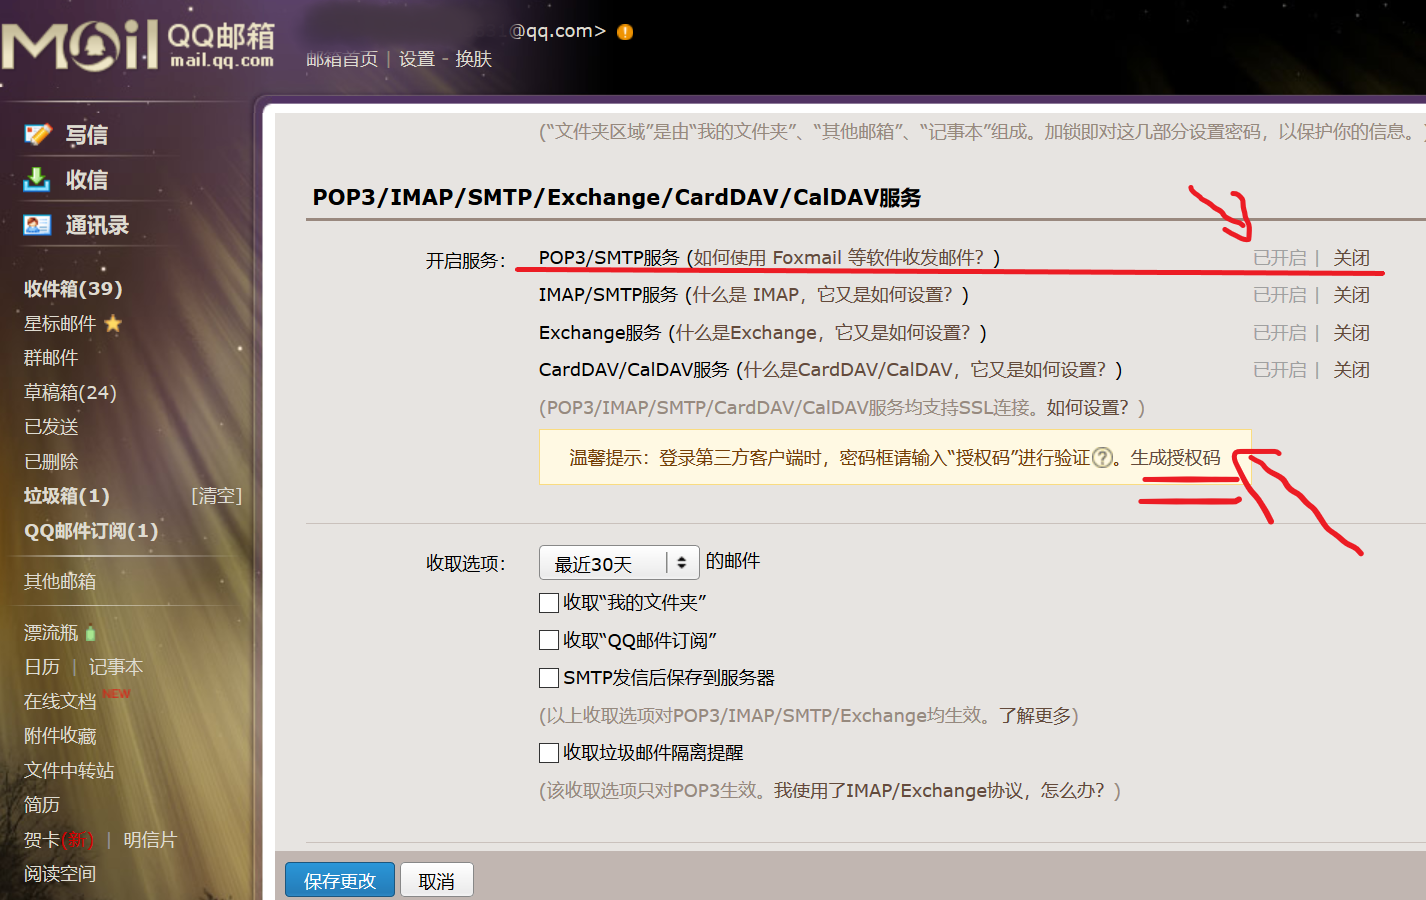 MOil QQ邮箱
mail.qq.com
@qq.com>
邮箱首页 | 设置 - 换肤
写信
收信
通讯录
收件箱(39)
星标邮件
群邮件
草稿箱(24)
已发送
已删除
垃圾箱(1) [清空]
QQ邮件订阅(1)
其他邮箱
漂流瓶
日历 | 记事本
在线文档 NEW
附件收藏
文件中转站
简历
贺卡(新) | 明信片
阅读空间
(“文件夹区域”是由“我的文件夹”、“其他邮箱”、“记事本”组成。加锁即对这几部分设置密码，以保护你的信息。
POP3/IMAP/SMTP/Exchange/CardDAV/CalDAV服务
开启服务： POP3/SMTP服务 (如何使用 Foxmail 等软件收发邮件？) 已开启 | 关闭
IMAP/SMTP服务 (什么是 IMAP，它又是如何设置？) 已开启 | 关闭
Exchange服务 (什么是Exchange，它又是如何设置？) 已开启 | 关闭
CardDAV/CalDAV服务 (什么是CardDAV/CalDAV，它又是如何设置？) 已开启 | 关闭
(POP3/IMAP/SMTP/CardDAV/CalDAV服务均支持SSL连接。如何设置？)
温馨提示：登录第三方客户端时，密码框请输入“授权码”进行验证?。生成授权码
收取选项： 最近30天 的邮件
收取“我的文件夹”
收取“QQ邮件订阅”
SMTP发信后保存到服务器
(以上收取选项对POP3/IMAP/SMTP/Exchange均生效。了解更多)
收取垃圾邮件隔离提醒
(该收取选项只对POP3生效。我使用了IMAP/Exchange协议，怎么办？)
保存更改 取消